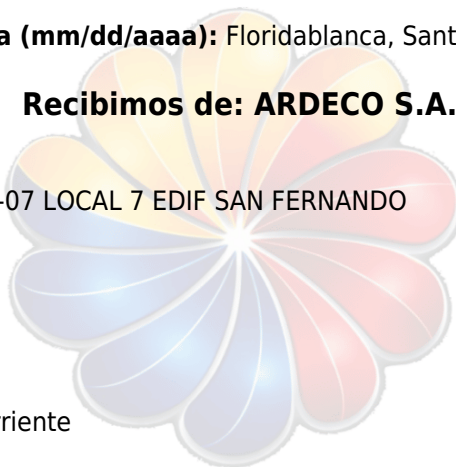 a (mm/dd/aaaa): Floridablanca, Sant
Recibimos de: ARDECO S.A.
-07 LOCAL 7 EDIF SAN FERNANDO
riente